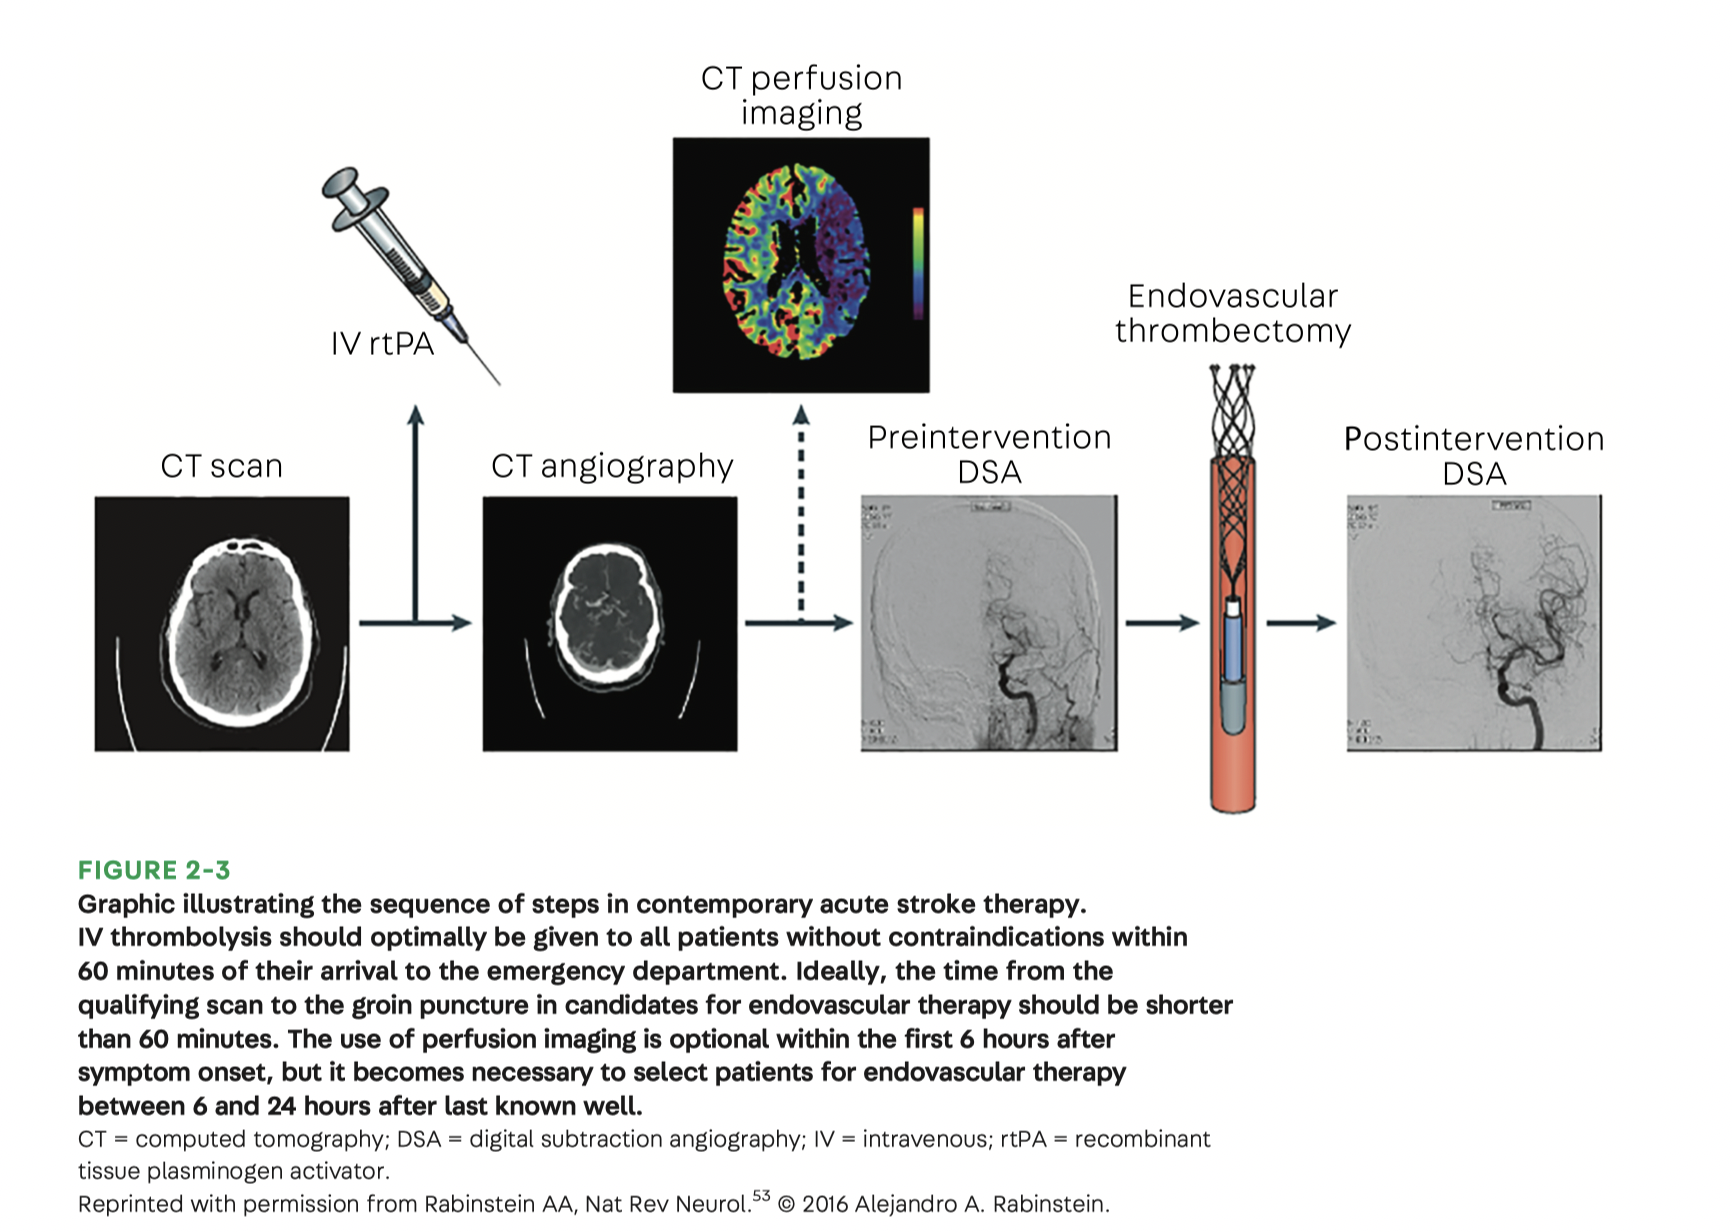 CT perfusion
imaging
IV rtPA
Endovascular
thrombectomy
CT scan
CT angiography
Preintervention
DSA
Postintervention
DSA
FIGURE 2-3
Graphic illustrating the sequence of steps in contemporary acute stroke therapy.
IV thrombolysis should optimally be given to all patients without contraindications within
60 minutes of their arrival to the emergency department. Ideally, the time from the
qualifying scan to the groin puncture in candidates for endovascular therapy should be shorter
than 60 minutes. The use of perfusion imaging is optional within the first 6 hours after
symptom onset, but it becomes necessary to select patients for endovascular therapy
between 6 and 24 hours after last known well.
CT = computed tomography; DSA = digital subtraction angiography; IV = intravenous; rtPA = recombinant
tissue plasminogen activator.
Reprinted with permission from Rabinstein AA, Nat Rev Neurol.53 © 2016 Alejandro A. Rabinstein.